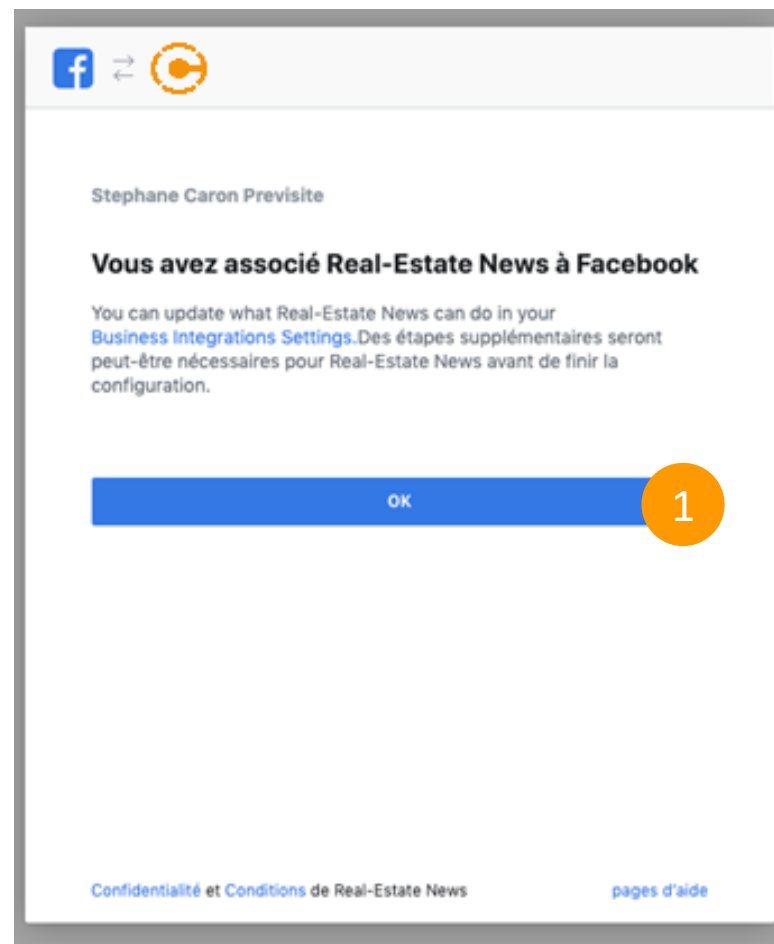 Stephane Caron Previsite
Vous avez associé Real-Estate News à Facebook
You can update what Real-Estate News can do in your
Business Integrations Settings.Des étapes supplémentaires seront
peut-être nécessaires pour Real-Estate News avant de finir la
configuration.
OK
1
Confidentialité et Conditions de Real-Estate News pages d'aide